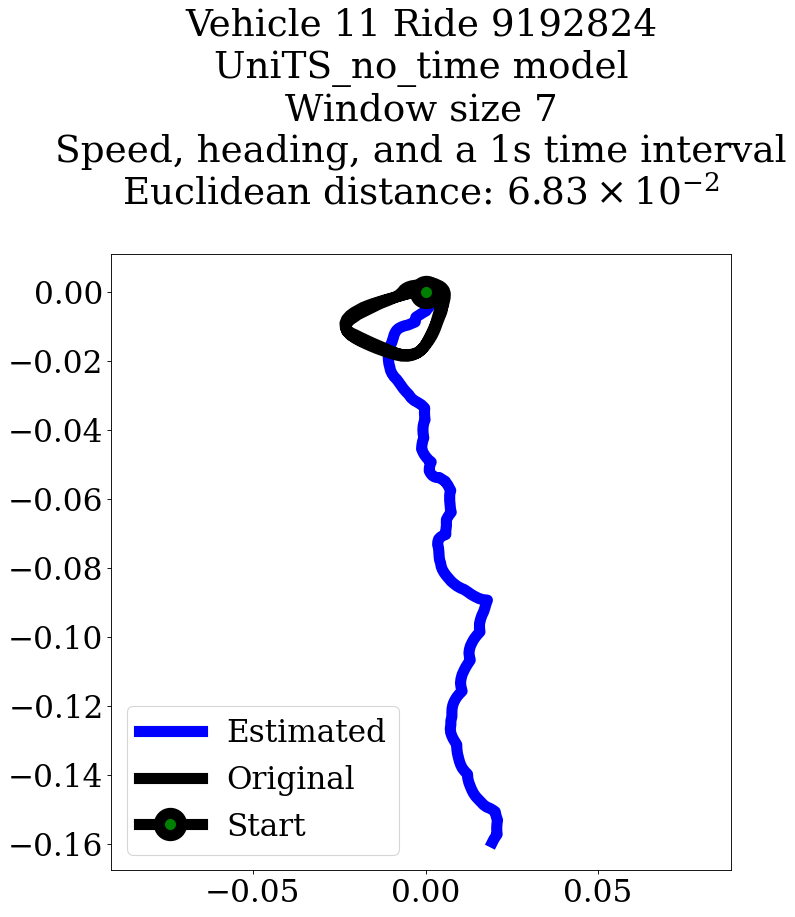 Vehicle 11 Ride 9192824
UniTS_no_time model
Window size 7
Speed, heading, and a 1s time interval
Euclidean distance: 6.83 × 10⁻²
0.00
−0.02
−0.04
−0.06
−0.08
−0.10
−0.12
−0.14
−0.16
Estimated
Original
Start
−0.05
0.00
0.05